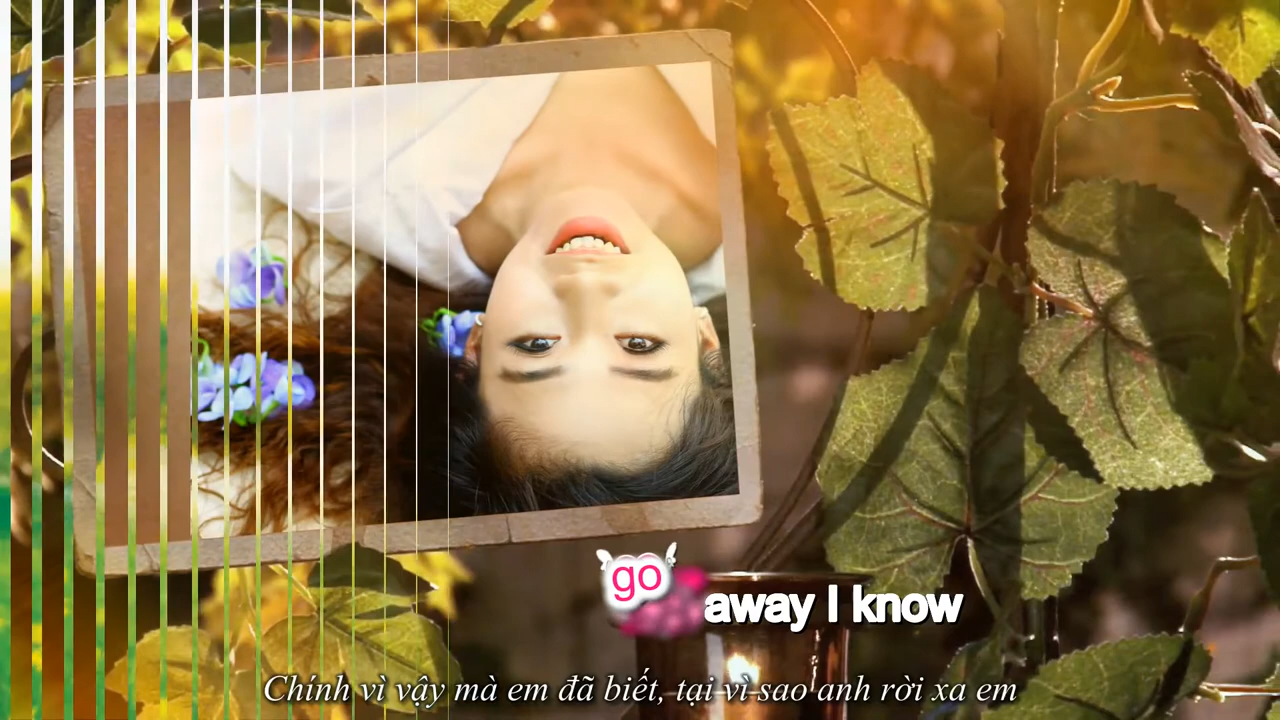 go away I know
Chính vì vậy mà em đã biết, tại vì sao anh rời xa em